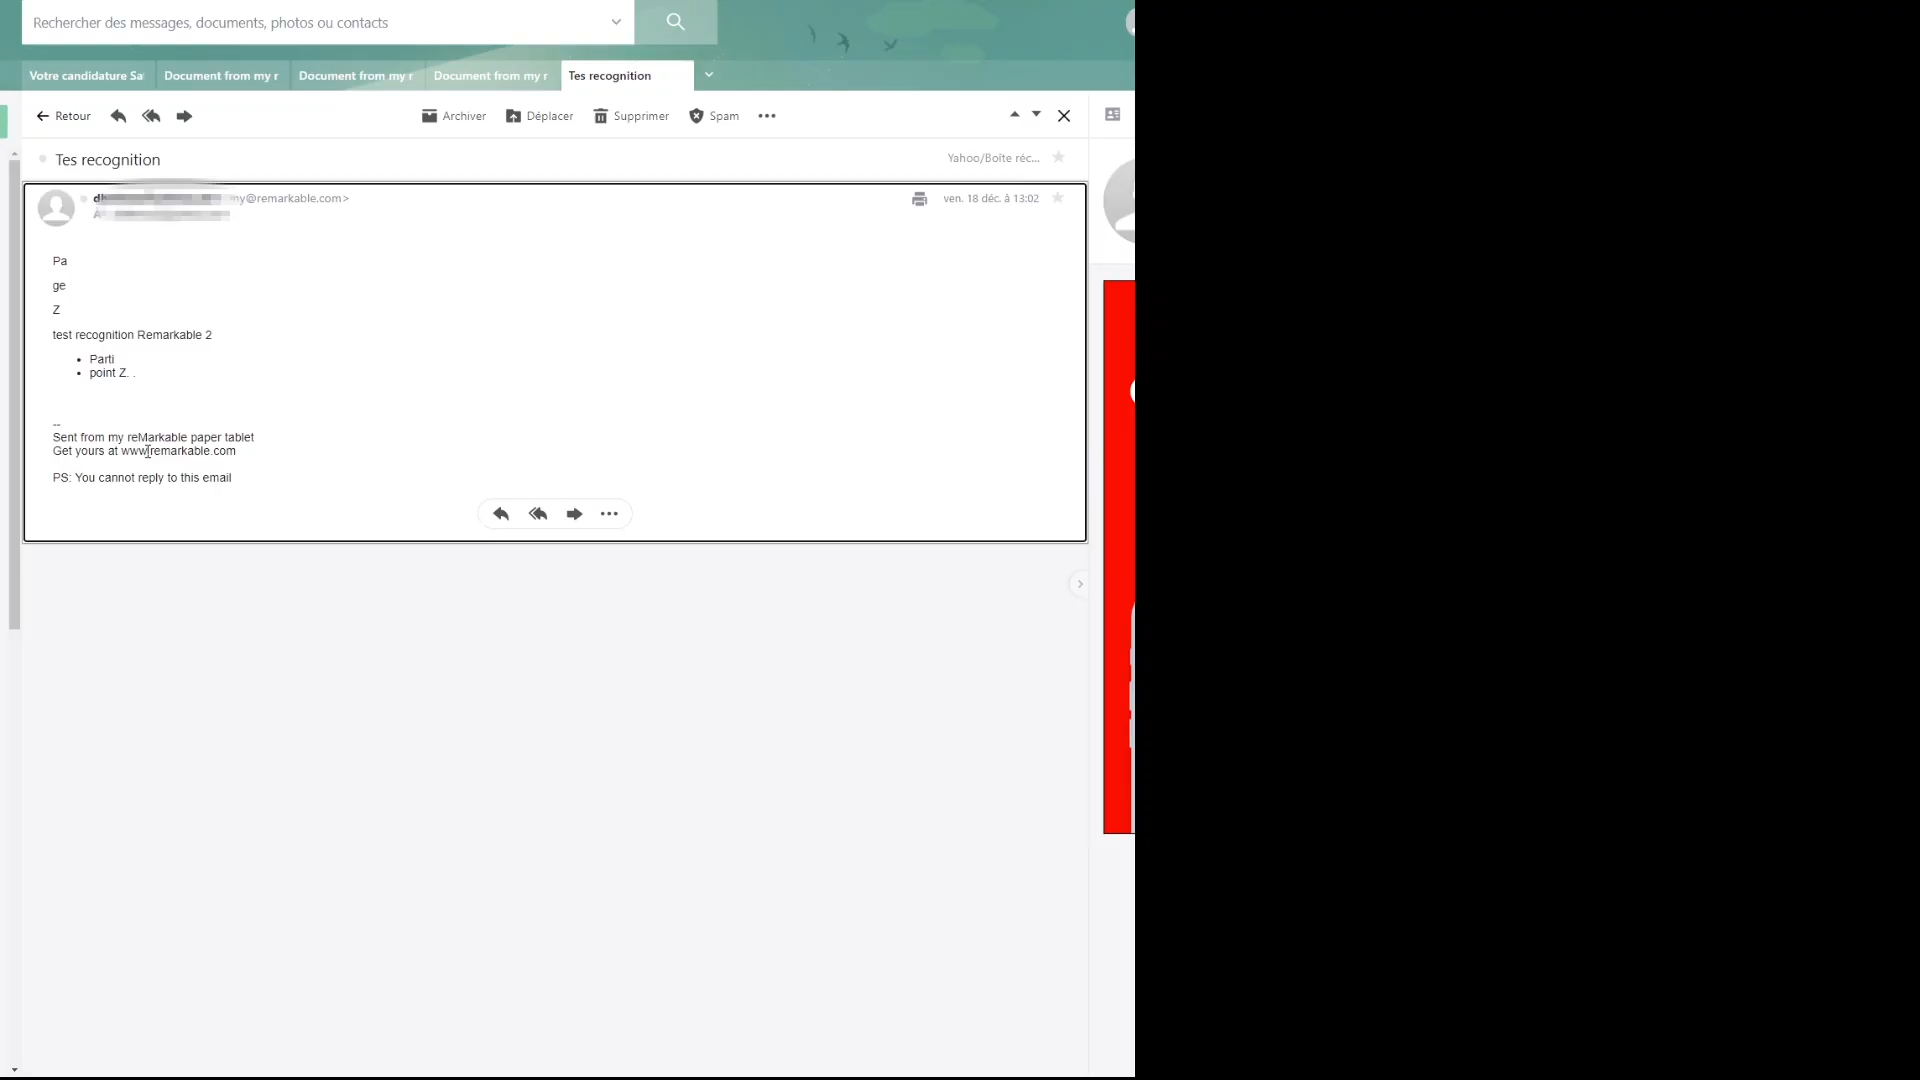 Rechercher des messages, documents, photos ou contacts
Votre candidature Sa
Document from my r
Document from my r
Document from my r
Tes recognition
Retour
Archiver
Déplacer
Supprimer
Spam
Tes recognition
Yahoo/Boîte réc...
my@remarkable.com>
ven. 18 déc. à 13:02
Pa
ge
Z
test recognition Remarkable 2
• Parti
• point Z. .
--
Sent from my reMarkable paper tablet
Get yours at www.remarkable.com
PS: You cannot reply to this email